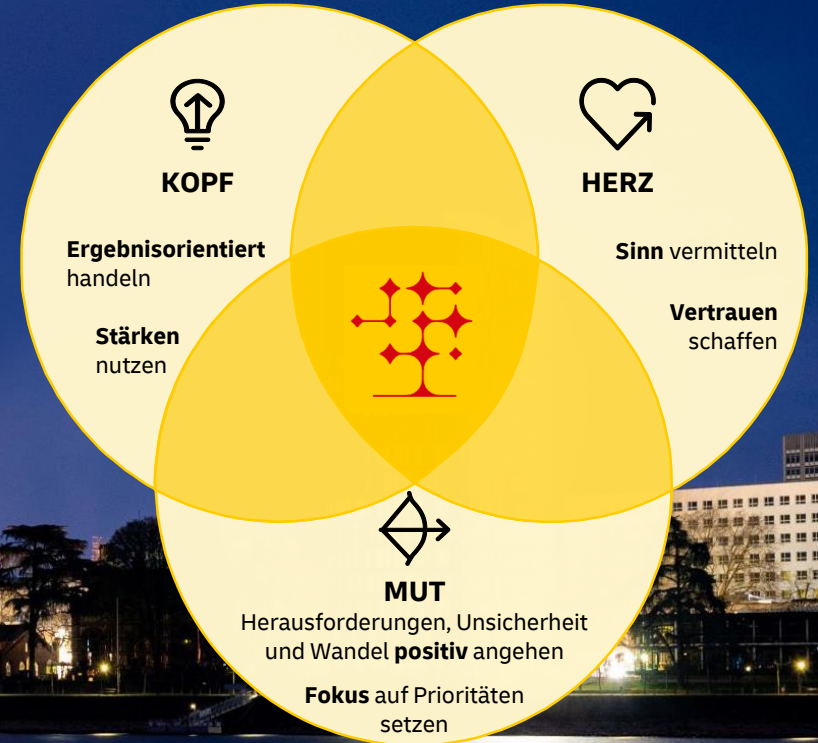 KOPF
Ergebnisorientiert
handeln
Stärken
nutzen
HERZ
Sinn vermitteln
Vertrauen
schaffen
MUT
Herausforderungen, Unsicherheit
und Wandel positiv angehen
Fokus auf Prioritäten
setzen